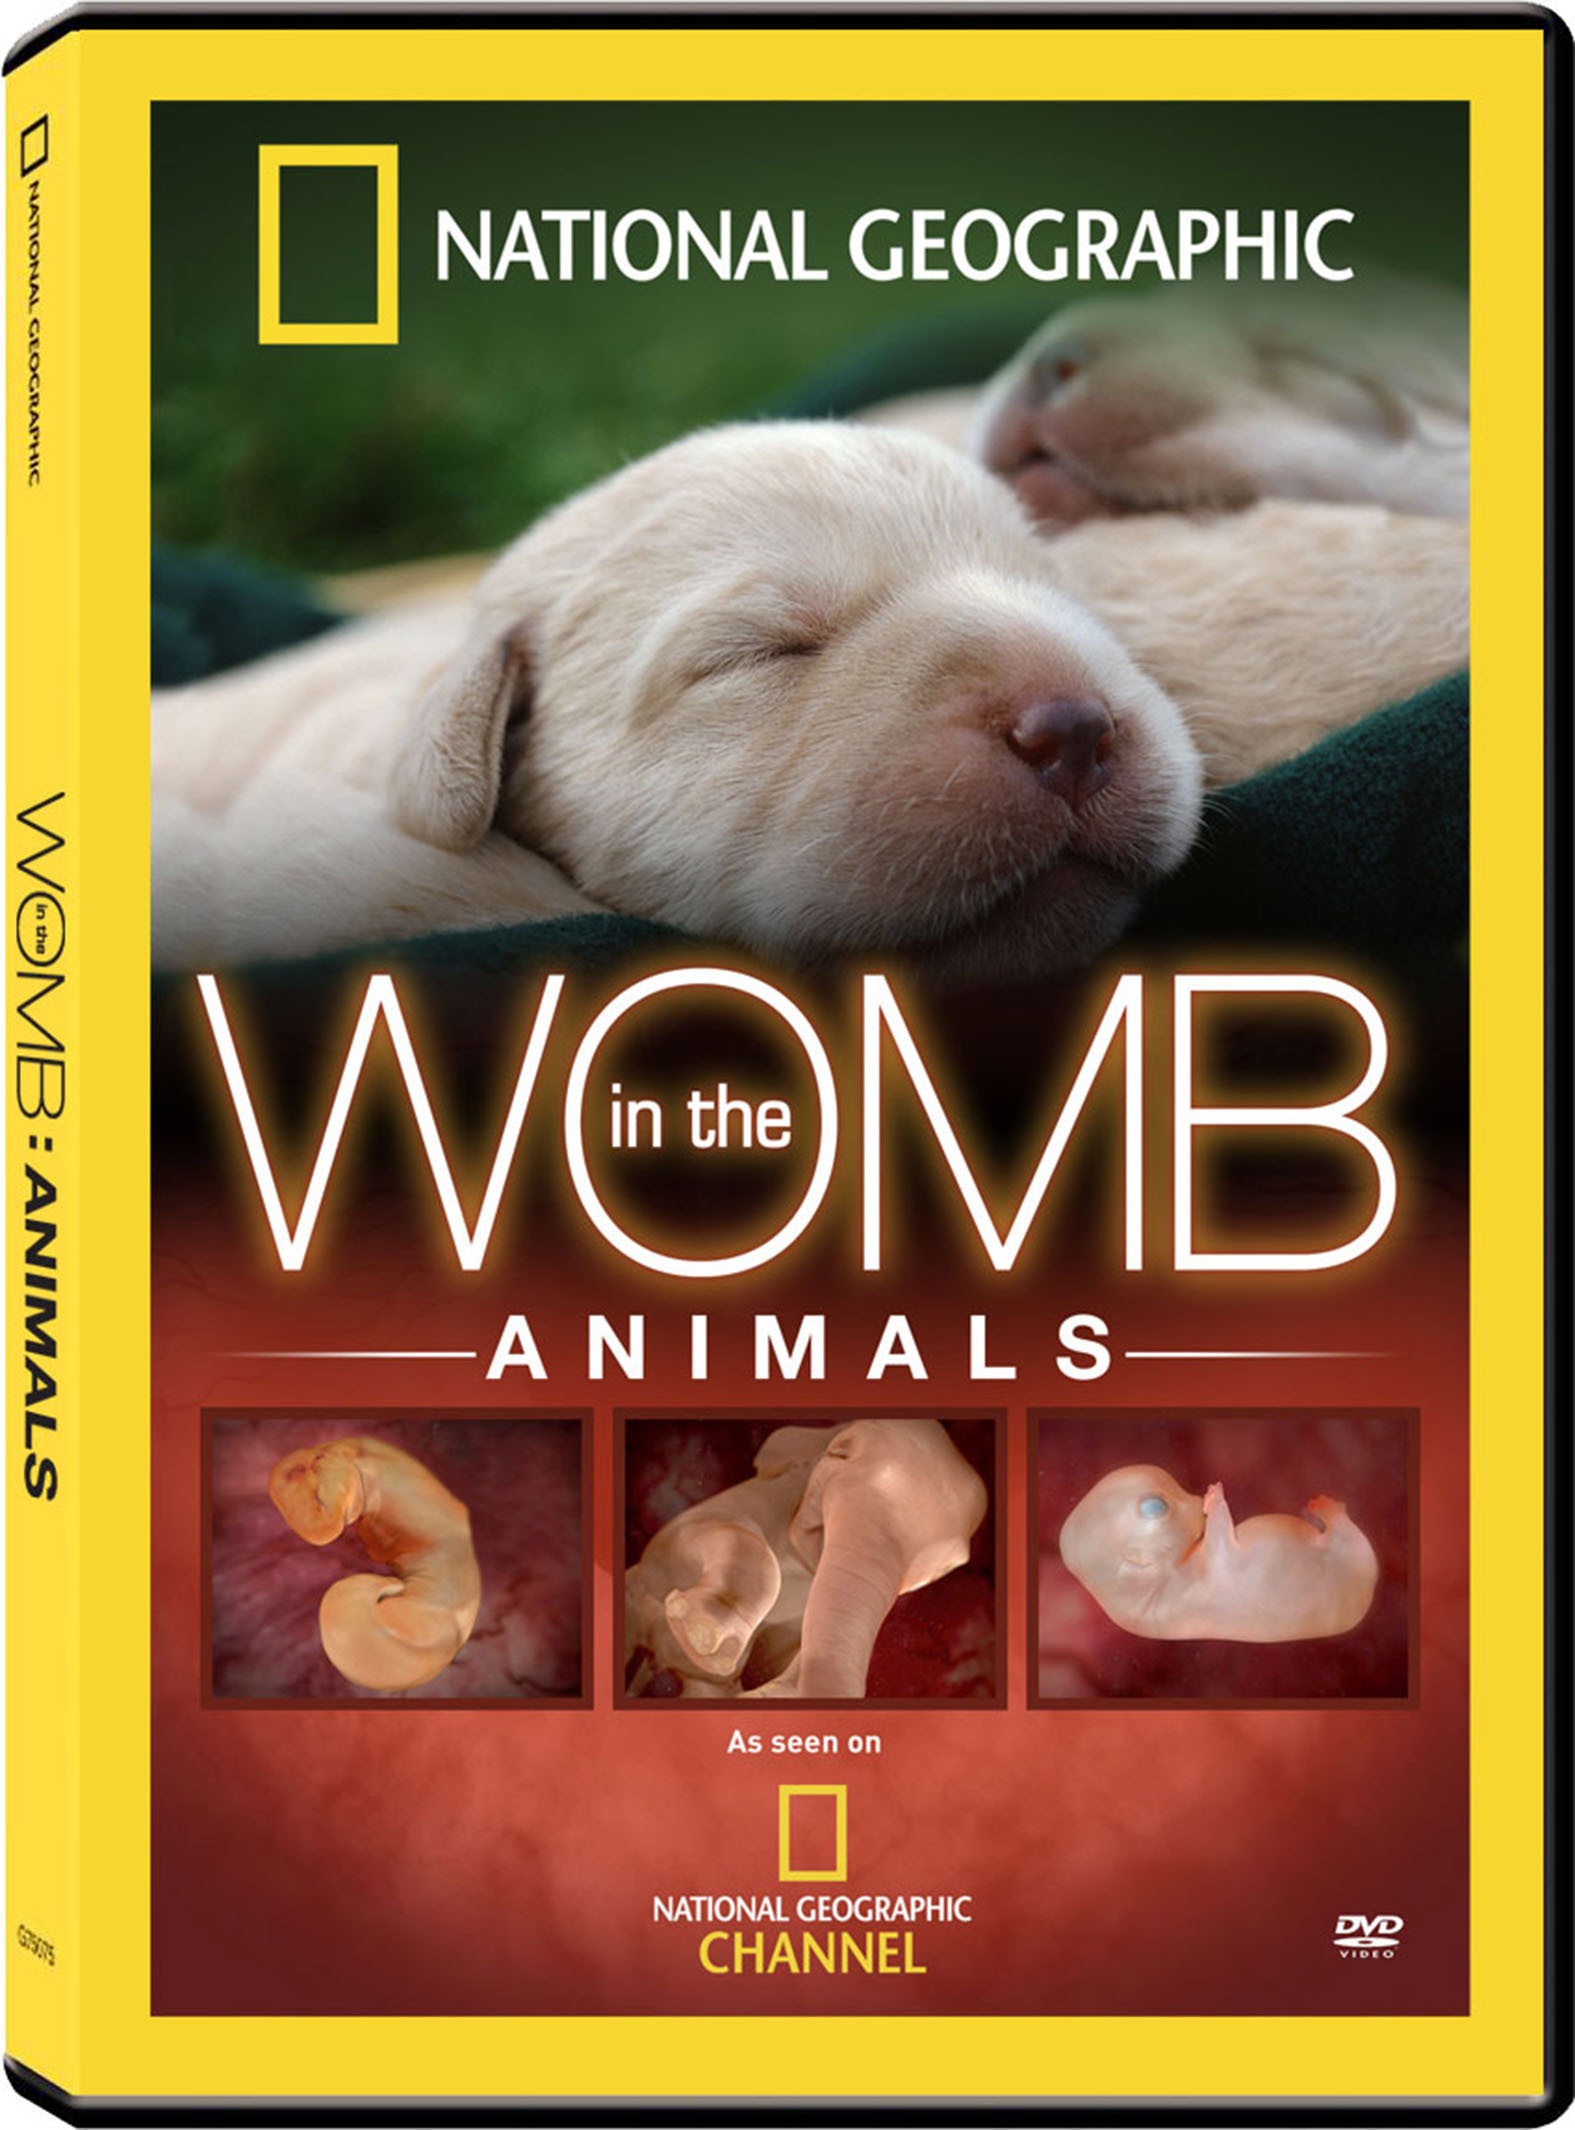 NATIONAL GEOGRAPHIC
WOMB: ANIMALS
in the
G75075
NATIONAL GEOGRAPHIC
WOMB
in the
ANIMALS
As seen on
NATIONAL GEOGRAPHIC
CHANNEL
DVD
VIDEO